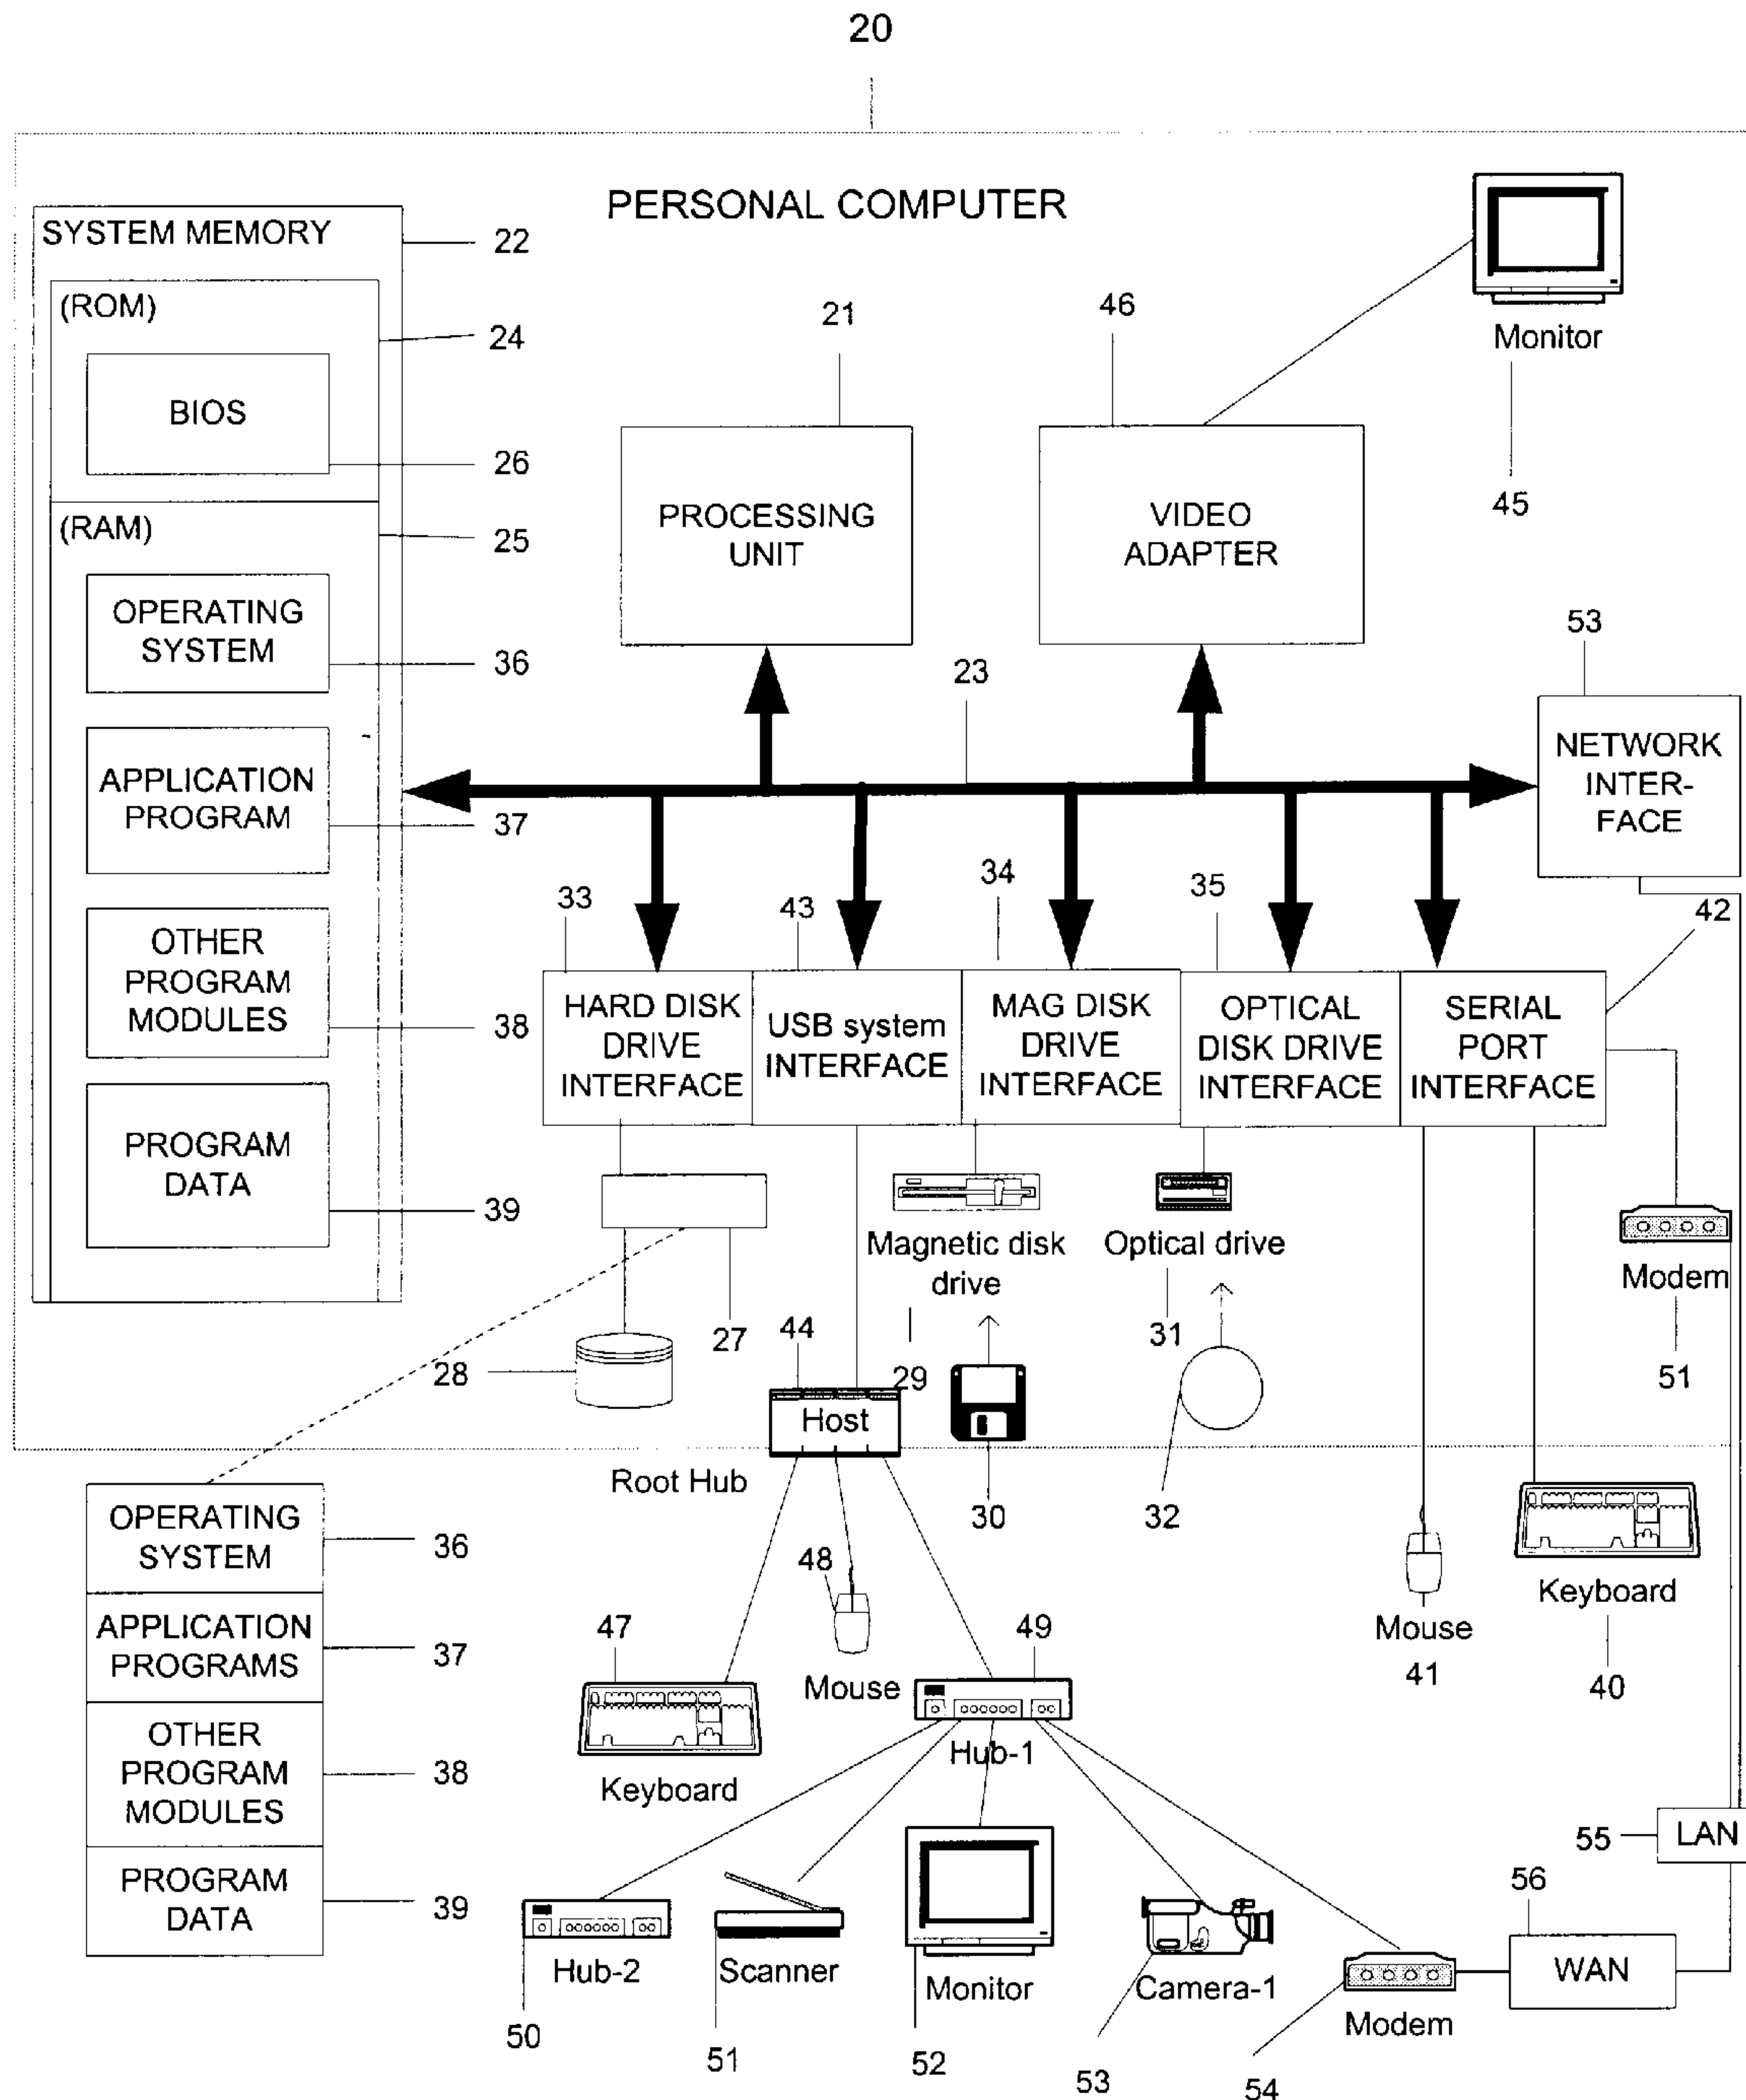 20
PERSONAL COMPUTER
SYSTEM MEMORY
22
(ROM)
24
BIOS
26
(RAM)
25
OPERATING
SYSTEM
36
APPLICATION
PROGRAM
37
OTHER
PROGRAM
MODULES
38
PROGRAM
DATA
39
21
PROCESSING
UNIT
46
VIDEO
ADAPTER
Monitor
45
23
53
NETWORK
INTER-
FACE
33
HARD DISK
DRIVE
INTERFACE
43
USB system
INTERFACE
34
MAG DISK
DRIVE
INTERFACE
35
OPTICAL
DISK DRIVE
INTERFACE
42
SERIAL
PORT
INTERFACE
Magnetic disk
drive
Optical drive
Modem
51
27
28
44
29
31
Host
Root Hub
30
32
OPERATING
SYSTEM
36
APPLICATION
PROGRAMS
37
OTHER
PROGRAM
MODULES
38
PROGRAM
DATA
39
47
Keyboard
48
Mouse
49
Hub-1
Mouse
41
Keyboard
40
Hub-2
50
Scanner
51
Monitor
52
Camera-1
53
Modem
54
55
LAN
56
WAN